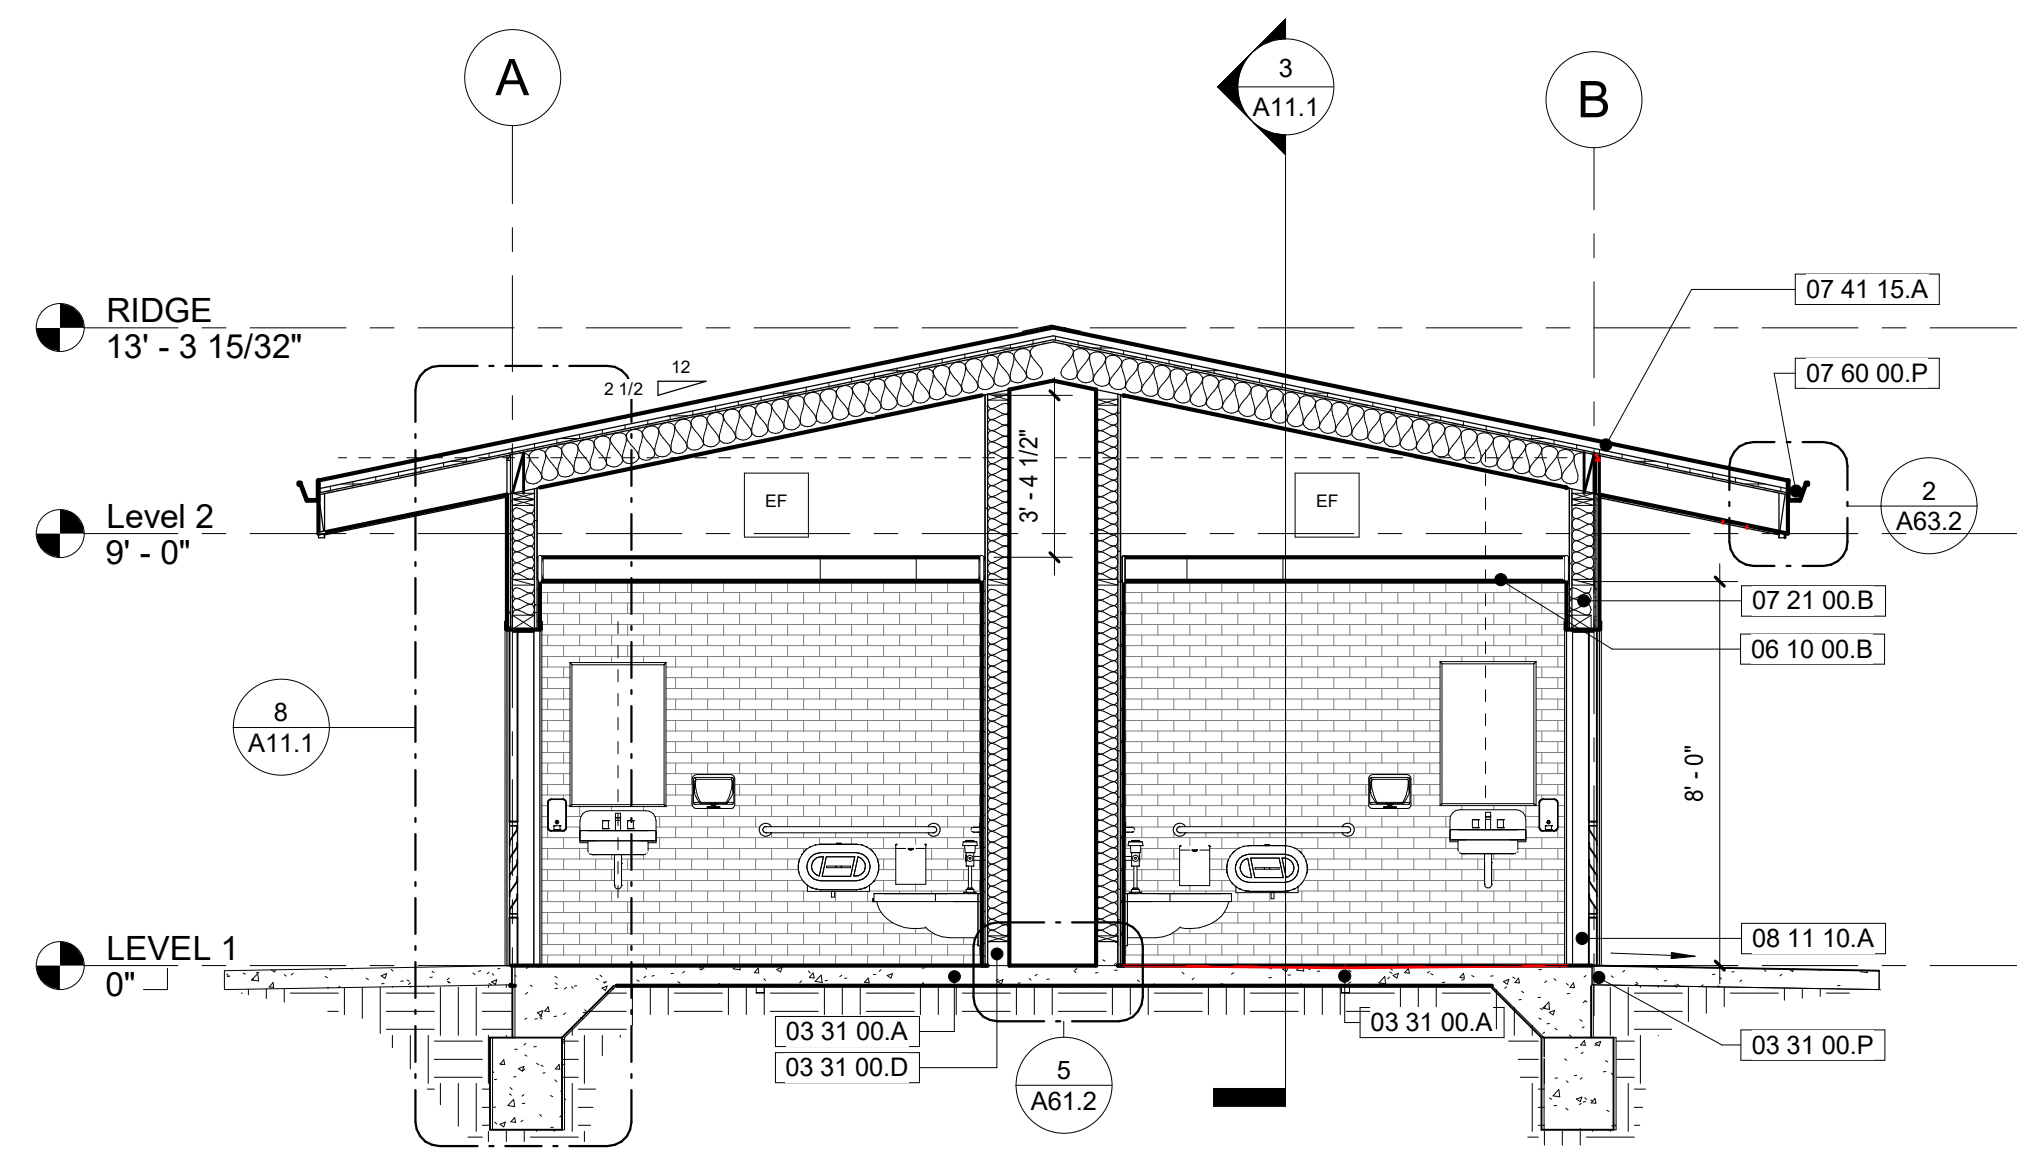 A
3
A11.1
B
07 41 15.A
RIDGE
13' - 3 15/32"
12
2 1/2
07 60 00.P
3' - 4 1/2"
EF
EF
2
A63.2
Level 2
9' - 0"
07 21 00.B
06 10 00.B
8
A11.1
8' - 0"
08 11 10.A
LEVEL 1
0"
03 31 00.A
03 31 00.A
03 31 00.P
03 31 00.D
5
A61.2